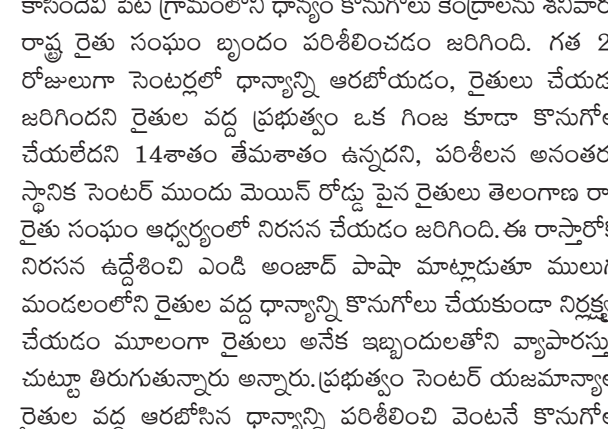 కాసిందేవి పేట గ్రామంలోని ధాన్యం కొనుగోలు కేంద్రాలను శనివార
రాష్ట్ర రైతు సంఘం బృందం పరిశీలించడం జరిగింది. గత 2
రోజులుగా సెంటర్లలో ధాన్యాన్ని ఆరబోయడం, రైతులు చేయడ
జరిగిందని రైతుల వద్ద ప్రభుత్వం ఒక గింజ కూడా కొనుగోల
చేయలేదని 14శాతం తేమశాతం ఉన్నదని, పరిశీలన అనంతర
స్థానిక సెంటర్ ముందు మెయిన్ రోడ్డు పైన రైతులు తెలంగాణ రా
రైతు సంఘం ఆధ్వర్యంలో నిరసన చేయడం జరిగింది.ఈ రాస్తారోక
నిరసన ఉద్దేశించి ఎండి అంజాద్ పాషా మాట్లాడుతూ ములుగ
మండలంలోని రైతుల వద్ద ధాన్యాన్ని కొనుగోలు చేయకుండా నిర్లక్ష్య
చేయడం మూలంగా రైతులు అనేక ఇబ్బందులతోని వ్యాపారస్తు
చుట్టూ తిరుగుతున్నారు అన్నారు.ప్రభుత్వం సెంటర్ యజమాన్యాల
రైతుల వద్ద ఆరబోసిన ధాన్యాన్ని పరిశీలించి వెంటనే కొనుగోల